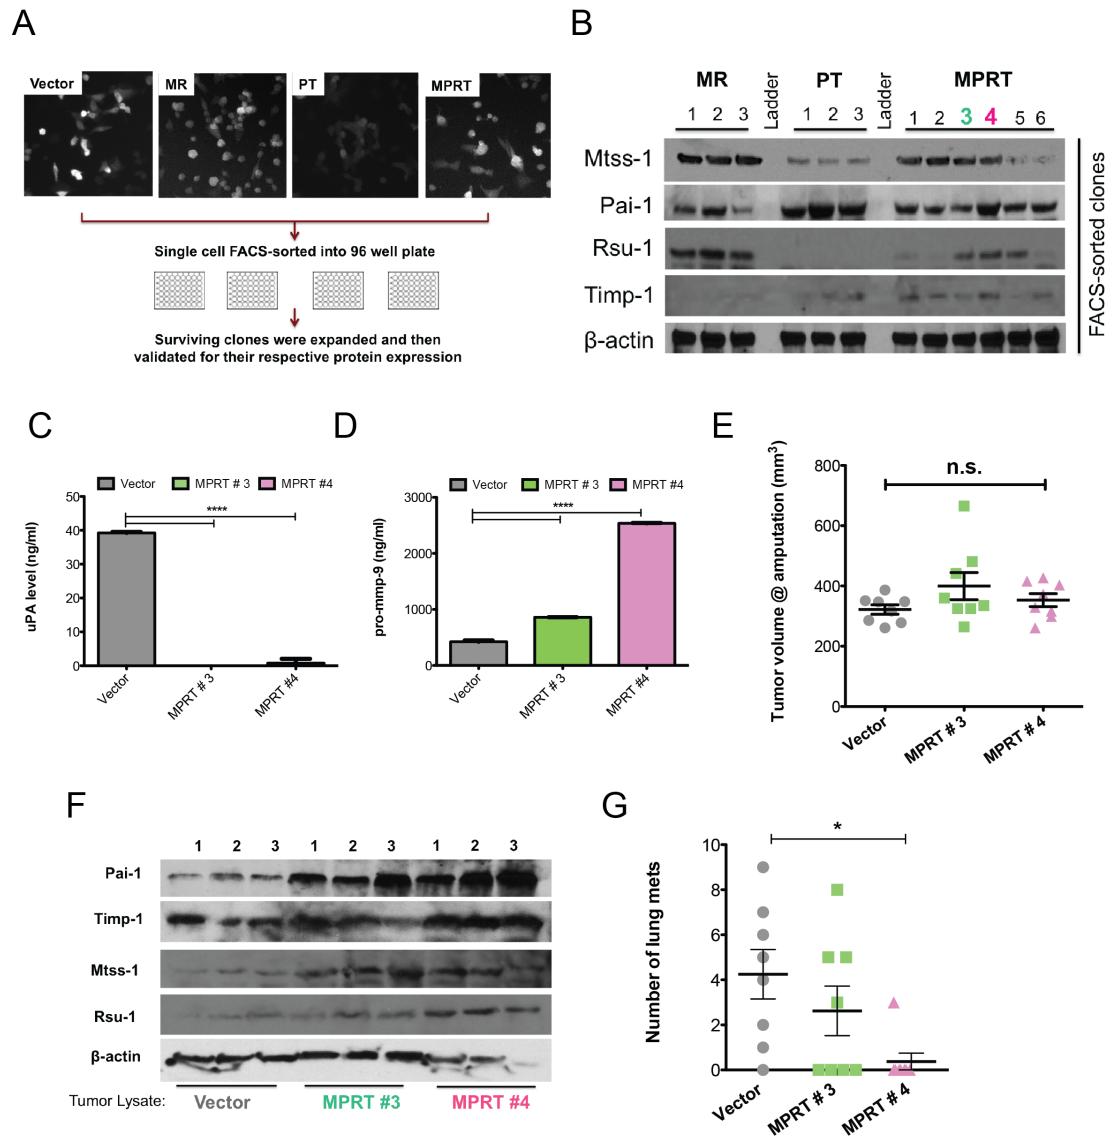 A
Vector
MR
PT
MPRT
Single cell FACS-sorted into 96 well plate
Surviving clones were expanded and then
validated for their respective protein expression
B
MR
Ladder
PT
Ladder
MPRT
1 2 3 1 2 3 1 2 3 4 5 6
Mtss-1
Pai-1
Rsu-1
Timp-1
β-actin
FACS-sorted clones
C
Vector MPRT # 3 MPRT #4
uPA level (ng/ml)
50
40
30
20
10
0
****
Vector
MPRT # 3
MPRT #4
D
Vector MPRT # 3 MPRT #4
pro-mmp-9 (ng/ml)
3000
2000
1000
0
****
Vector
MPRT # 3
MPRT #4
E
Tumor volume @ amputation (mm³)
800
600
400
200
0
n.s.
Vector
MPRT # 3
MPRT # 4
F
1 2 3 1 2 3 1 2 3
Pai-1
Timp-1
Mtss-1
Rsu-1
β-actin
Tumor Lysate: Vector MPRT #3 MPRT #4
G
Number of lung mets
10
8
6
4
2
0
*
Vector
MPRT # 3
MPRT # 4